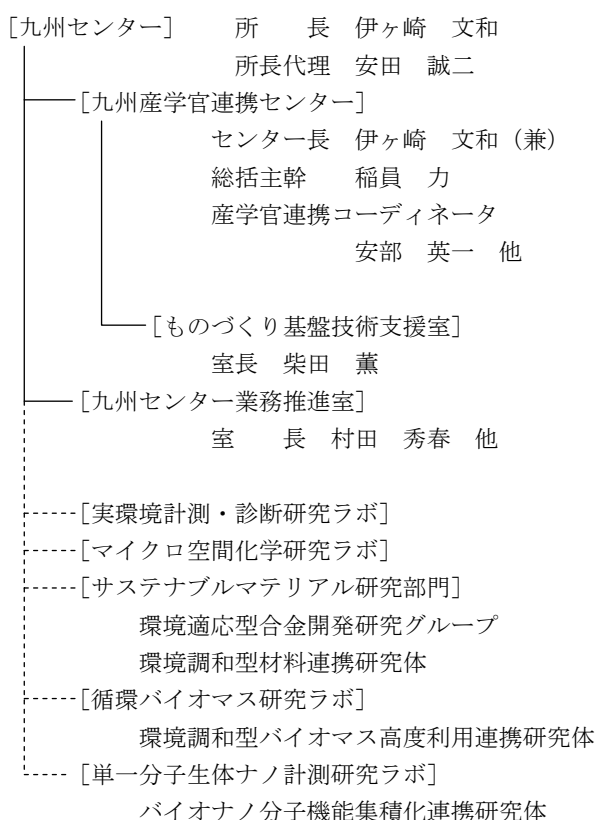 [九州センター]　　所　　長　伊ヶ崎　文和
所長代理　安田　誠二
[九州産学官連携センター]
センター長　伊ヶ崎　文和（兼）
総括主幹　　稲員　力
産学官連携コーディネータ
安部　英一　他
[ものづくり基盤技術支援室]
室長　柴田　薫
[九州センター業務推進室]
室　　長　村田　秀春　他
[実環境計測・診断研究ラボ]
[マイクロ空間化学研究ラボ]
[サステナブルマテリアル研究部門]
環境適応型合金開発研究グループ
環境調和型材料連携研究体
[循環バイオマス研究ラボ]
環境調和型バイオマス高度利用連携研究体
[単一分子生体ナノ計測研究ラボ]
バイオナノ分子機能集積化連携研究体